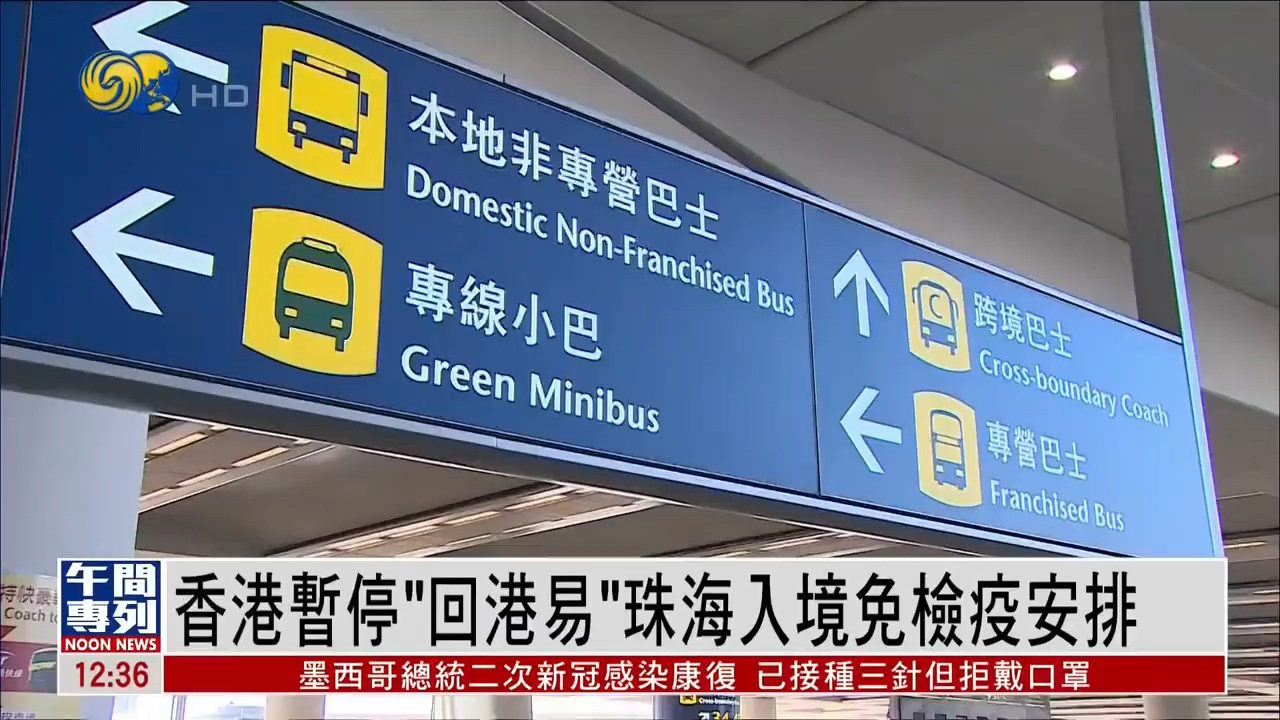 HD
本地非專營巴士
Domestic Non-Franchised Bus
專線小巴
Green Minibus
跨境巴士
Cross-boundary Coach
專營巴士
Franchised Bus
Coach to
午間
專列
NOON NEWS
香港暫停"回港易"珠海入境免檢疫安排
12:36
墨西哥總統二次新冠感染康復 已接種三針但拒戴口罩